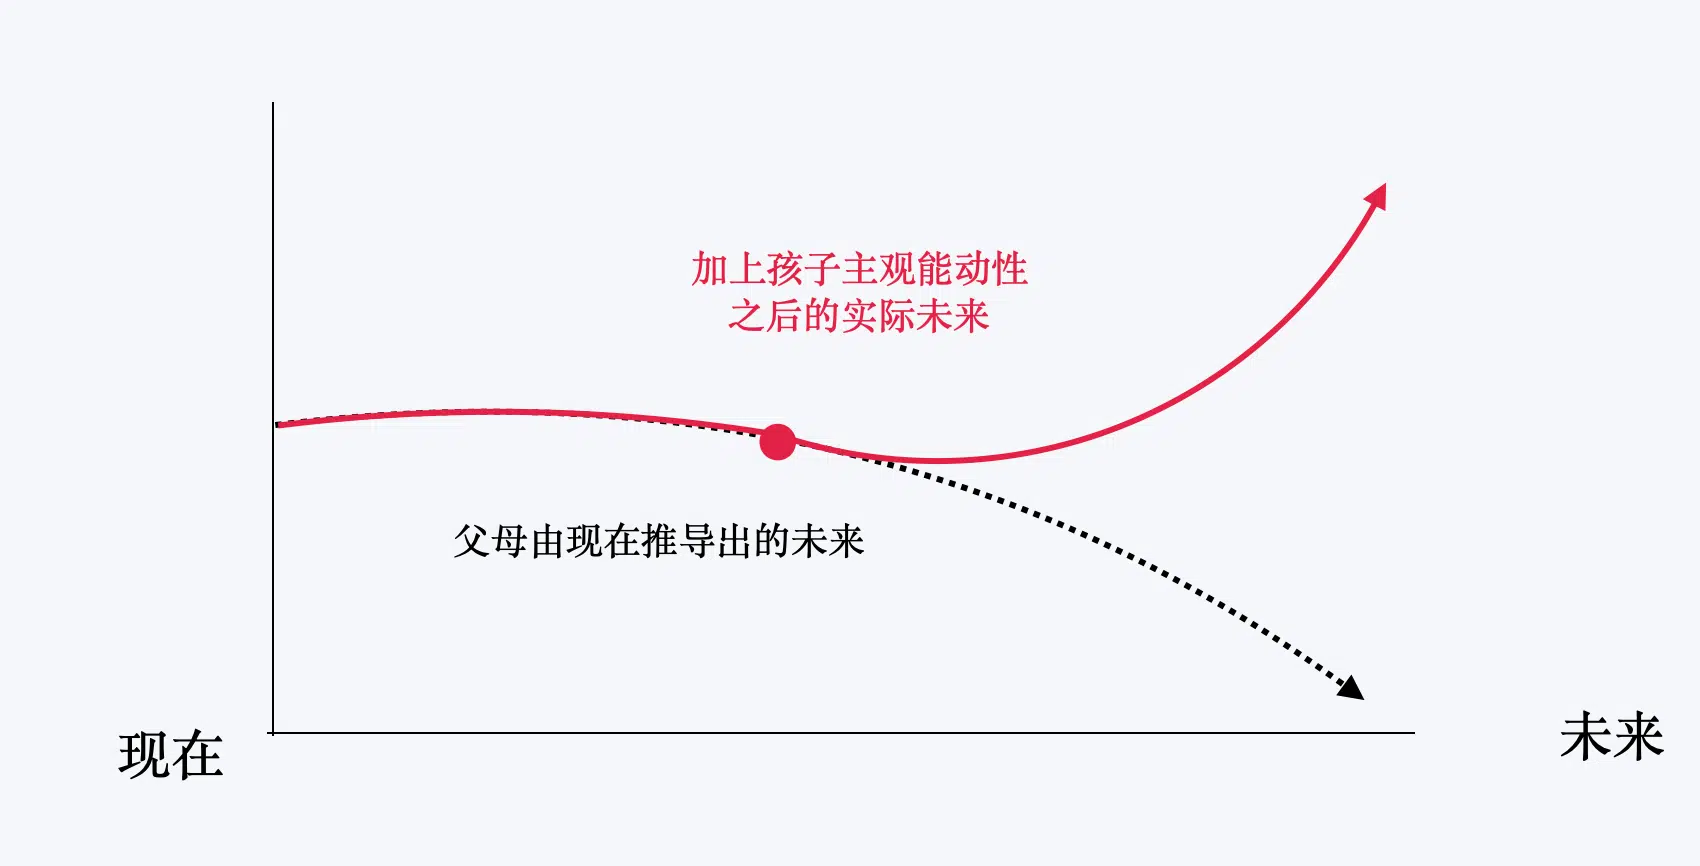 加上孩子主观能动性
之后的实际未来
父母由现在推导出的未来
现在
未来